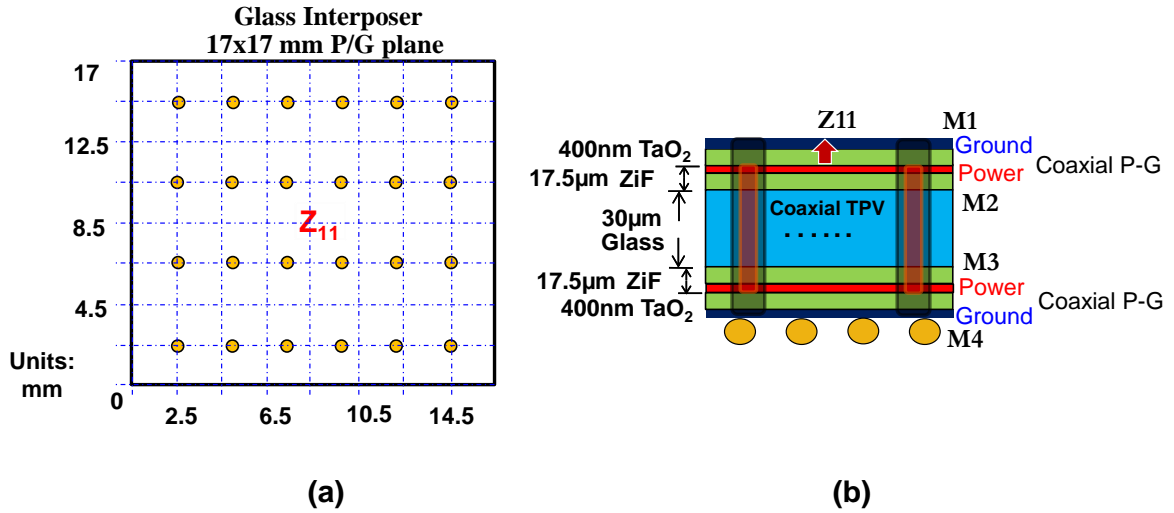 Glass Interposer
17x17 mm P/G plane
17
12.5
8.5
4.5
Units:
mm
0
2.5
6.5
10.5
14.5
Z₁₁
(a)
Z11
M1
Ground
400nm TaO₂
Power
Coaxial P-G
17.5µm ZiF
M2
Coaxial TPV
30µm
Glass
......
M3
17.5µm ZiF
Power
400nm TaO₂
Coaxial P-G
Ground
M4
(b)